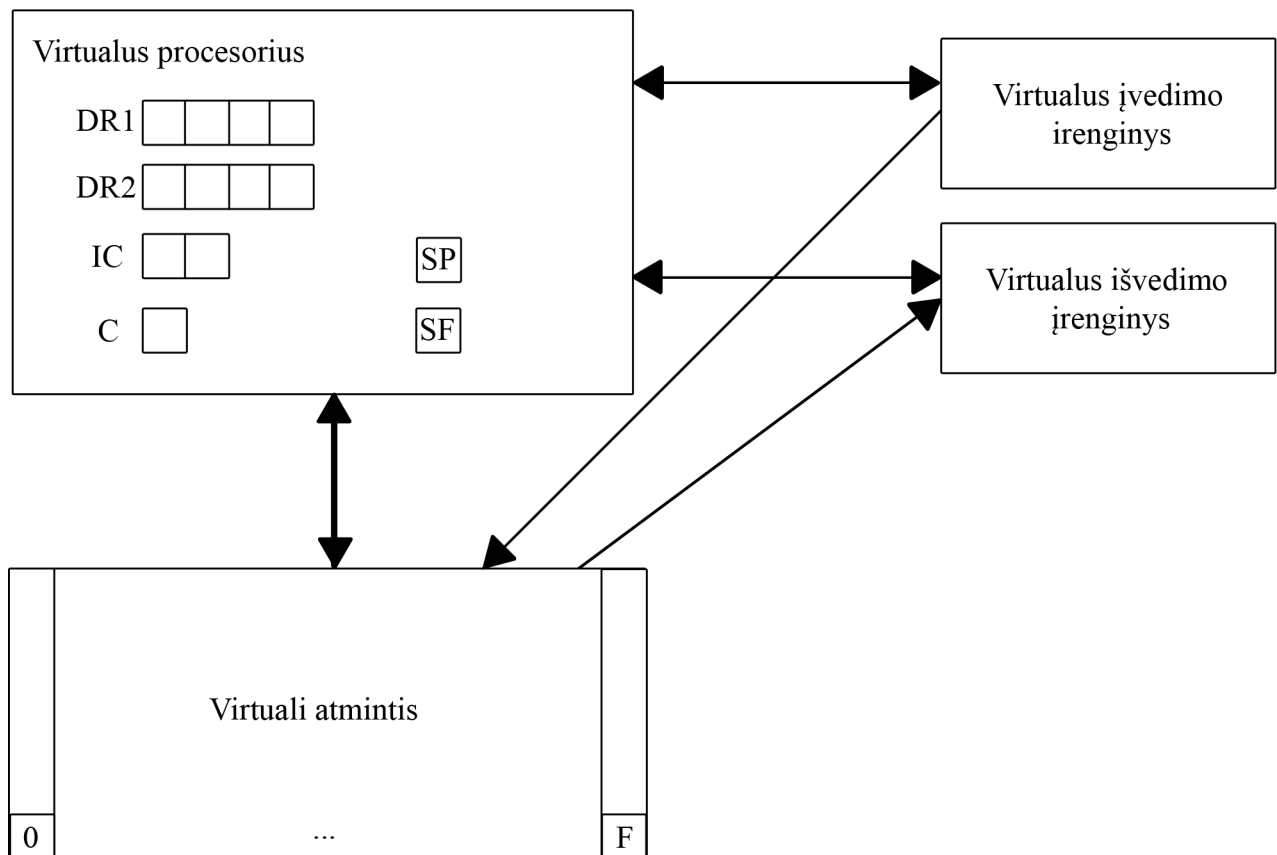 Virtualus procesorius
DR1
DR2
IC
SP
C
SF
Virtualus įvedimo
irenginys
Virtualus išvedimo
įrenginys
Virtuali atmintis
0
...
F